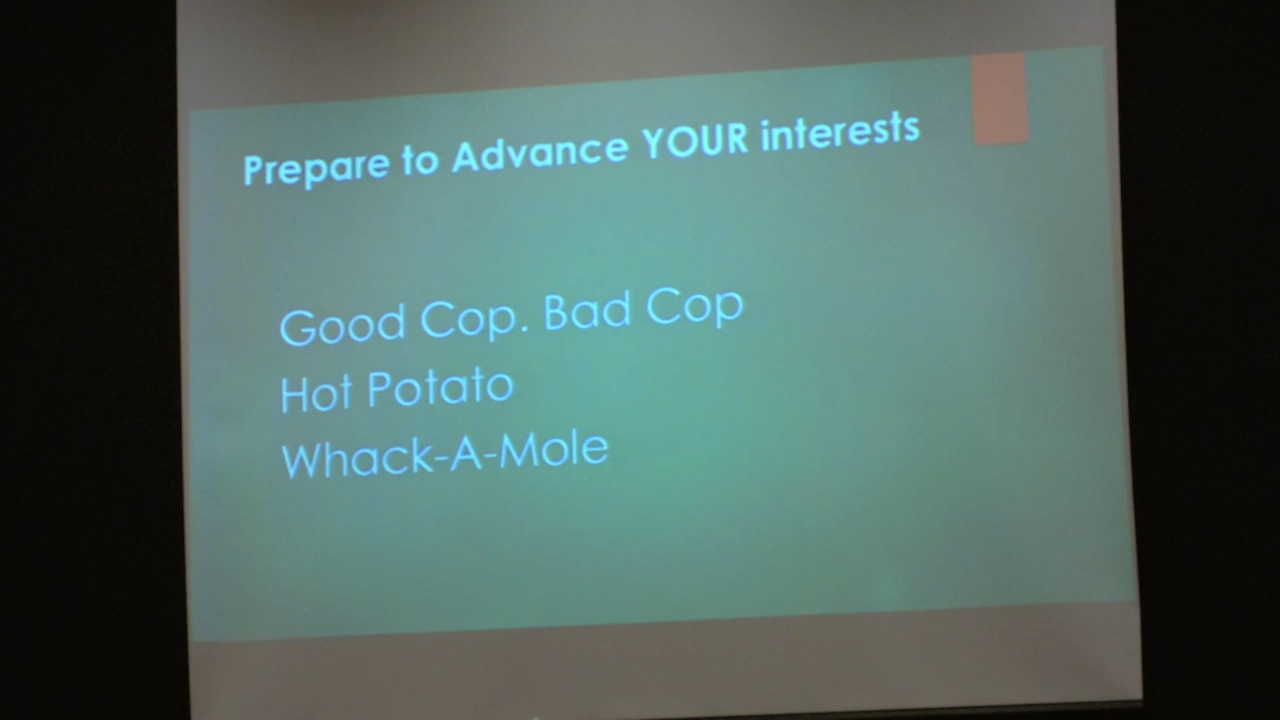 Prepare to Advance YOUR interests
Good Cop. Bad Cop
Hot Potato
Whack-A-Mole